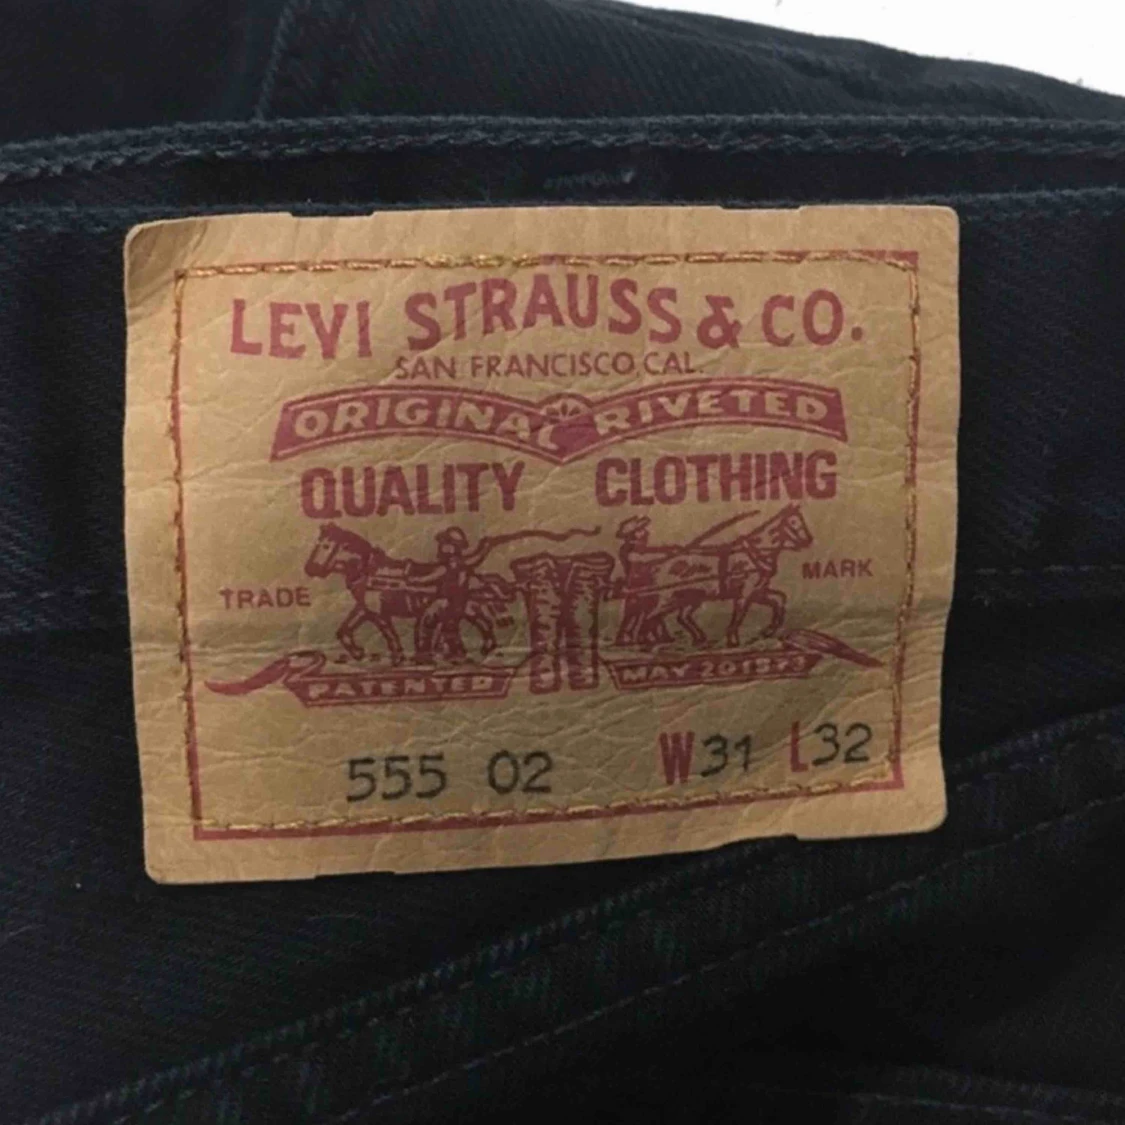 LEVI STRAUSS & CO.
SAN FRANCISCO, CAL.
ORIGINAL RIVETED
QUALITY CLOTHING
TRADE MARK
PATENTED MAY 20 1873
555 02 W31 L32